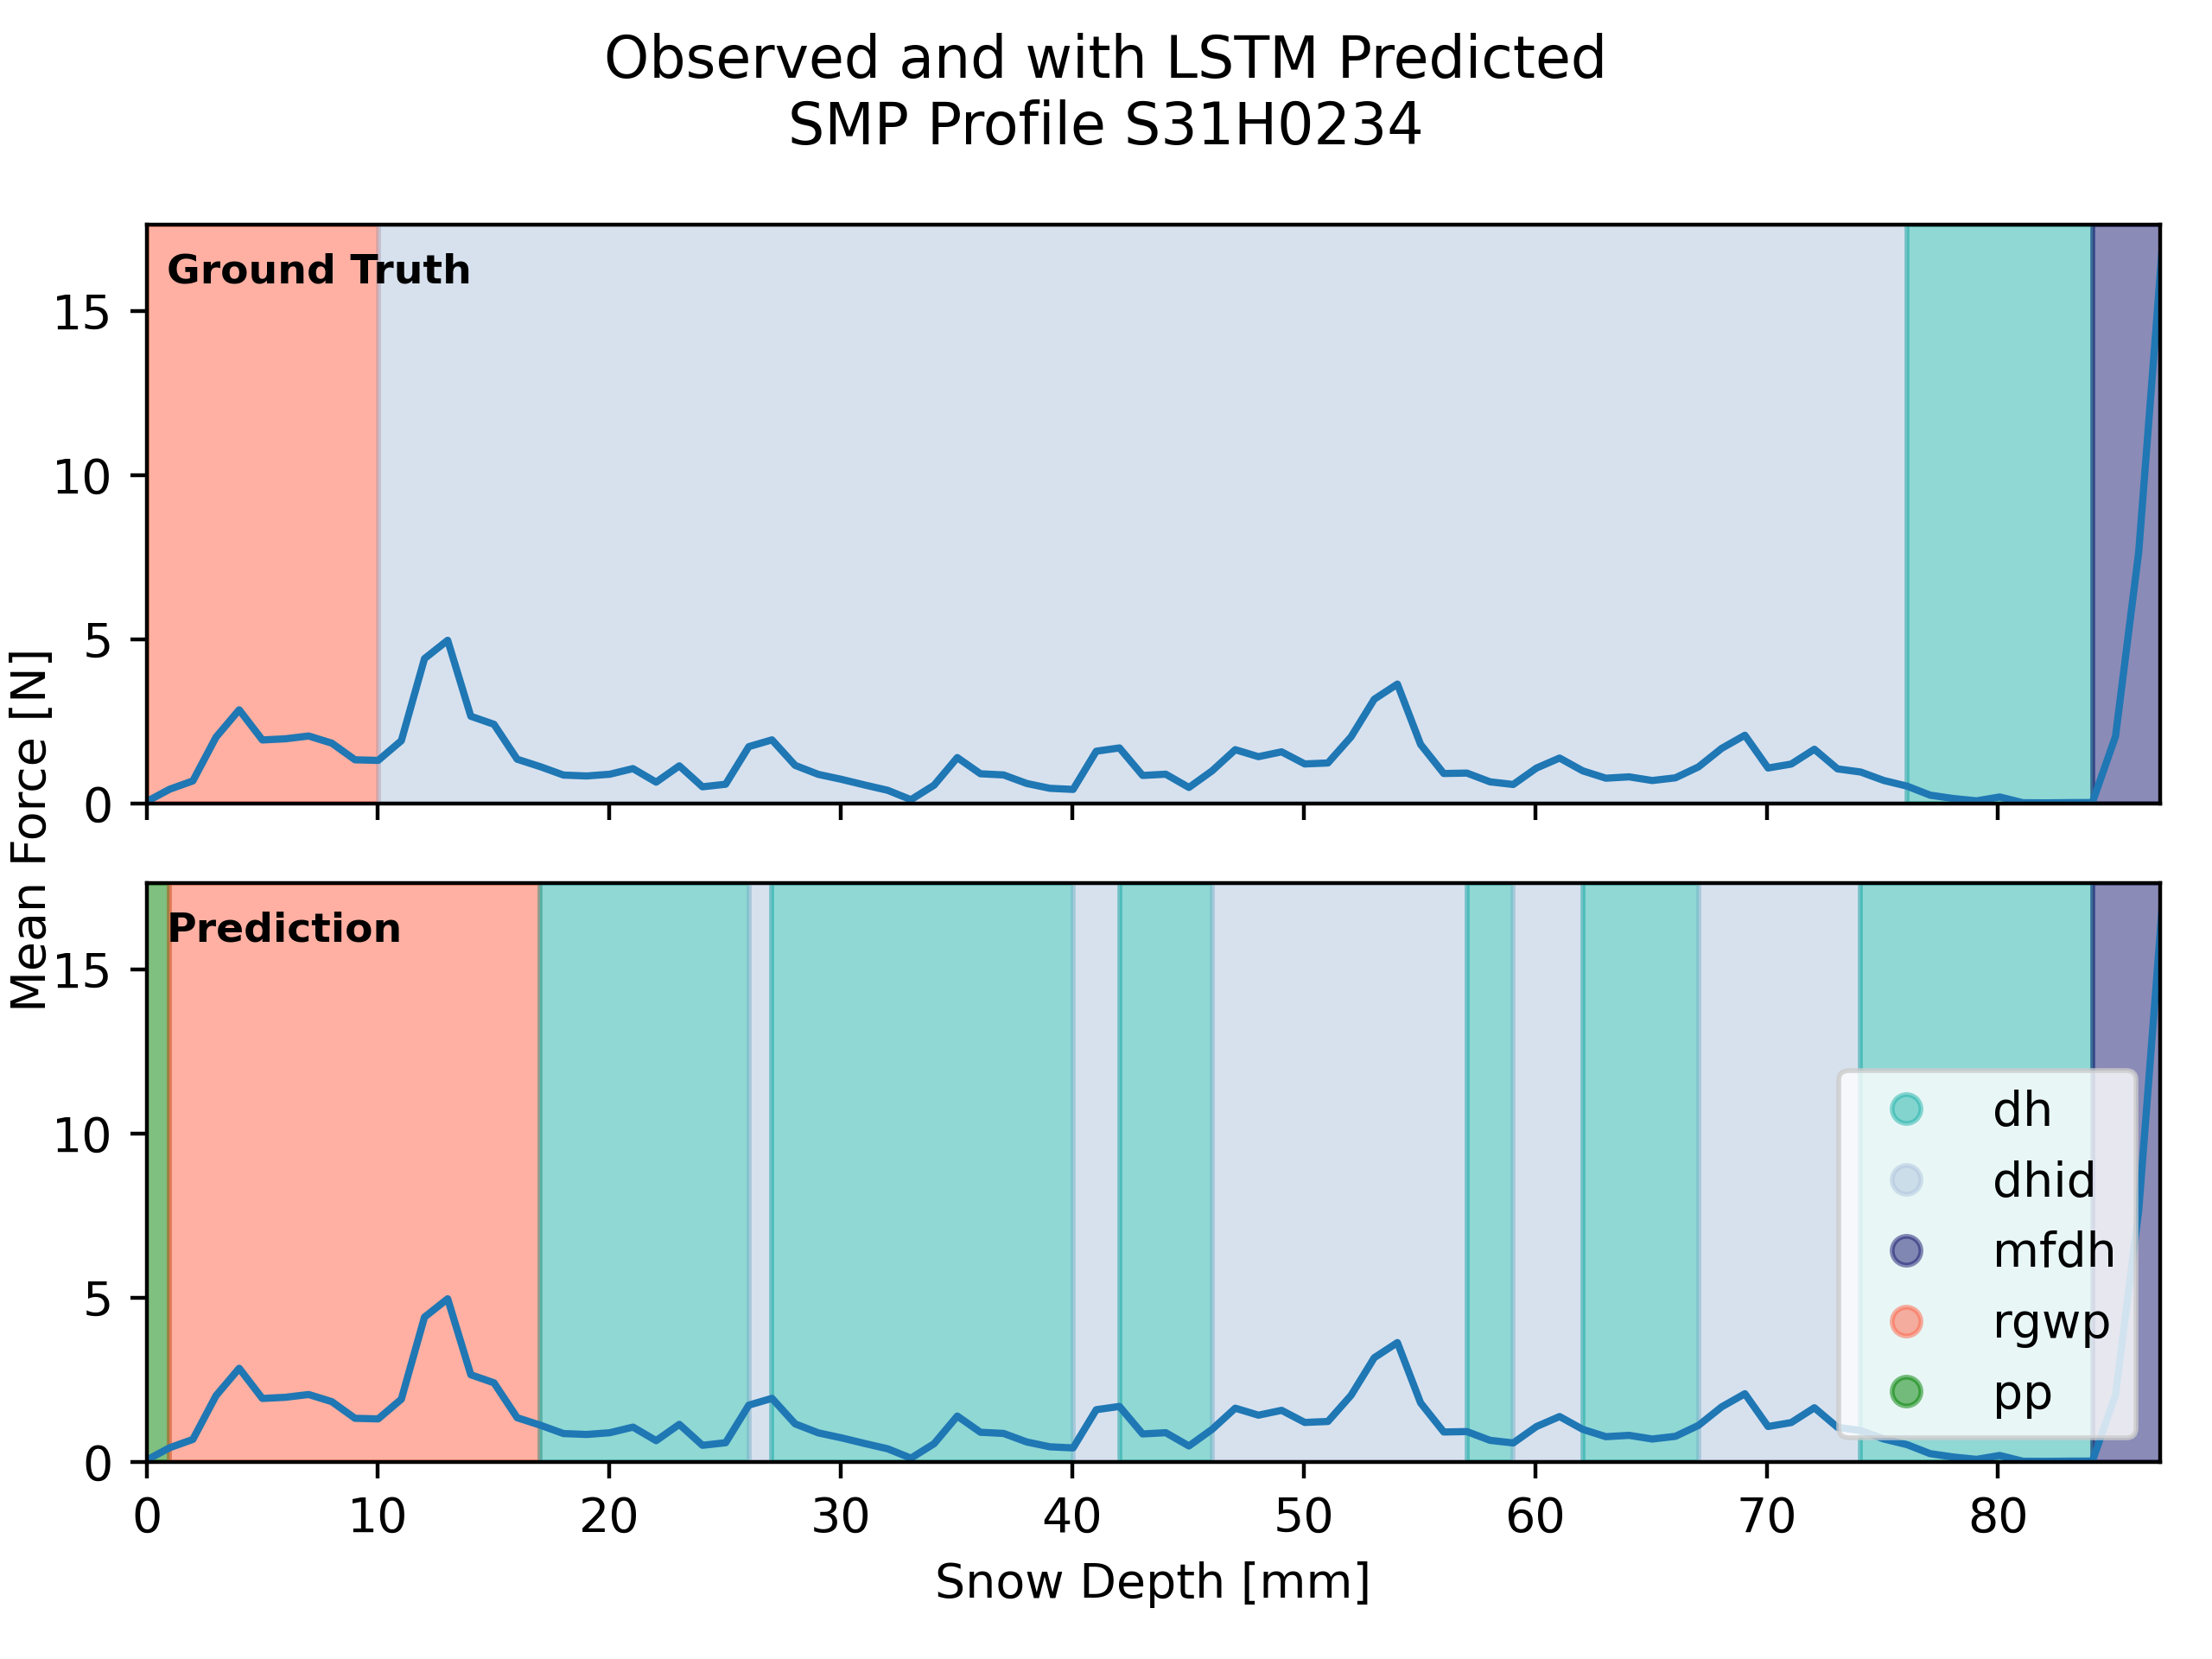 Observed and with LSTM Predicted
SMP Profile S31H0234
Ground Truth
15
10
5
0
Mean Force [N]
Prediction
15
10
5
0
dh
dhid
mfdh
rgwp
pp
0 10 20 30 40 50 60 70 80
Snow Depth [mm]